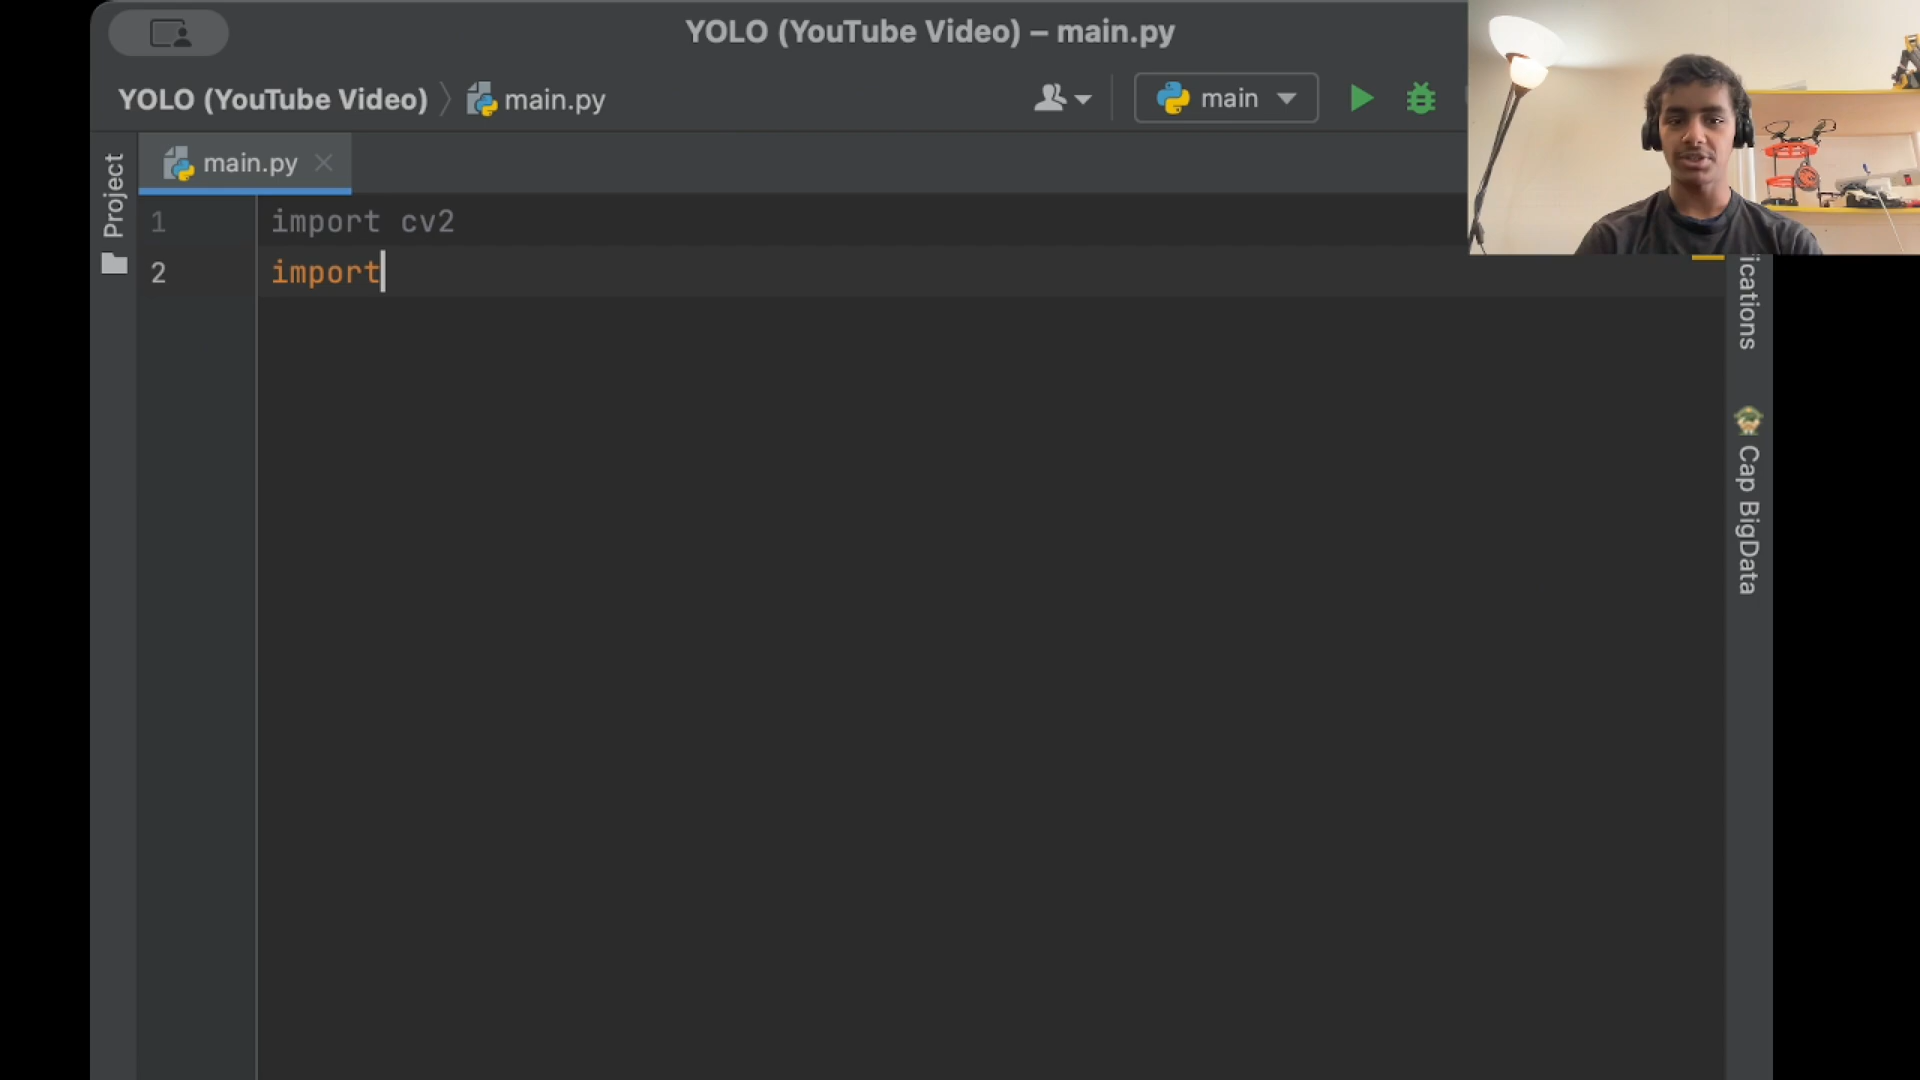 YOLO (YouTube Video) – main.py
YOLO (YouTube Video) main.py
main
main.py
Project
1 import cv2
2 import
ications
Cap BigData